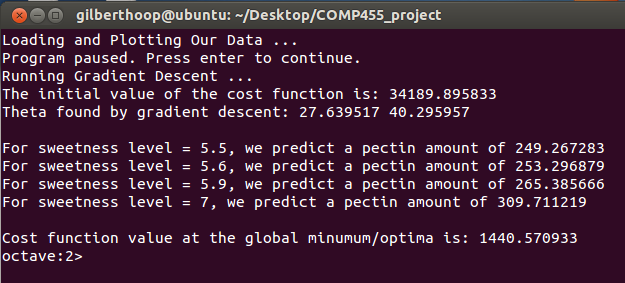 gilberthoop@ubuntu: ~/Desktop/COMP455_project
Loading and Plotting Our Data ...
Program paused. Press enter to continue.
Running Gradient Descent ...
The initial value of the cost function is: 34189.895833
Theta found by gradient descent: 27.639517 40.295957
For sweetness level = 5.5, we predict a pectin amount of 249.267283
For sweetness level = 5.6, we predict a pectin amount of 253.296879
For sweetness level = 5.9, we predict a pectin amount of 265.385666
For sweetness level = 7, we predict a pectin amount of 309.711219
Cost function value at the global minumum/optima is: 1440.570933
octave:2>